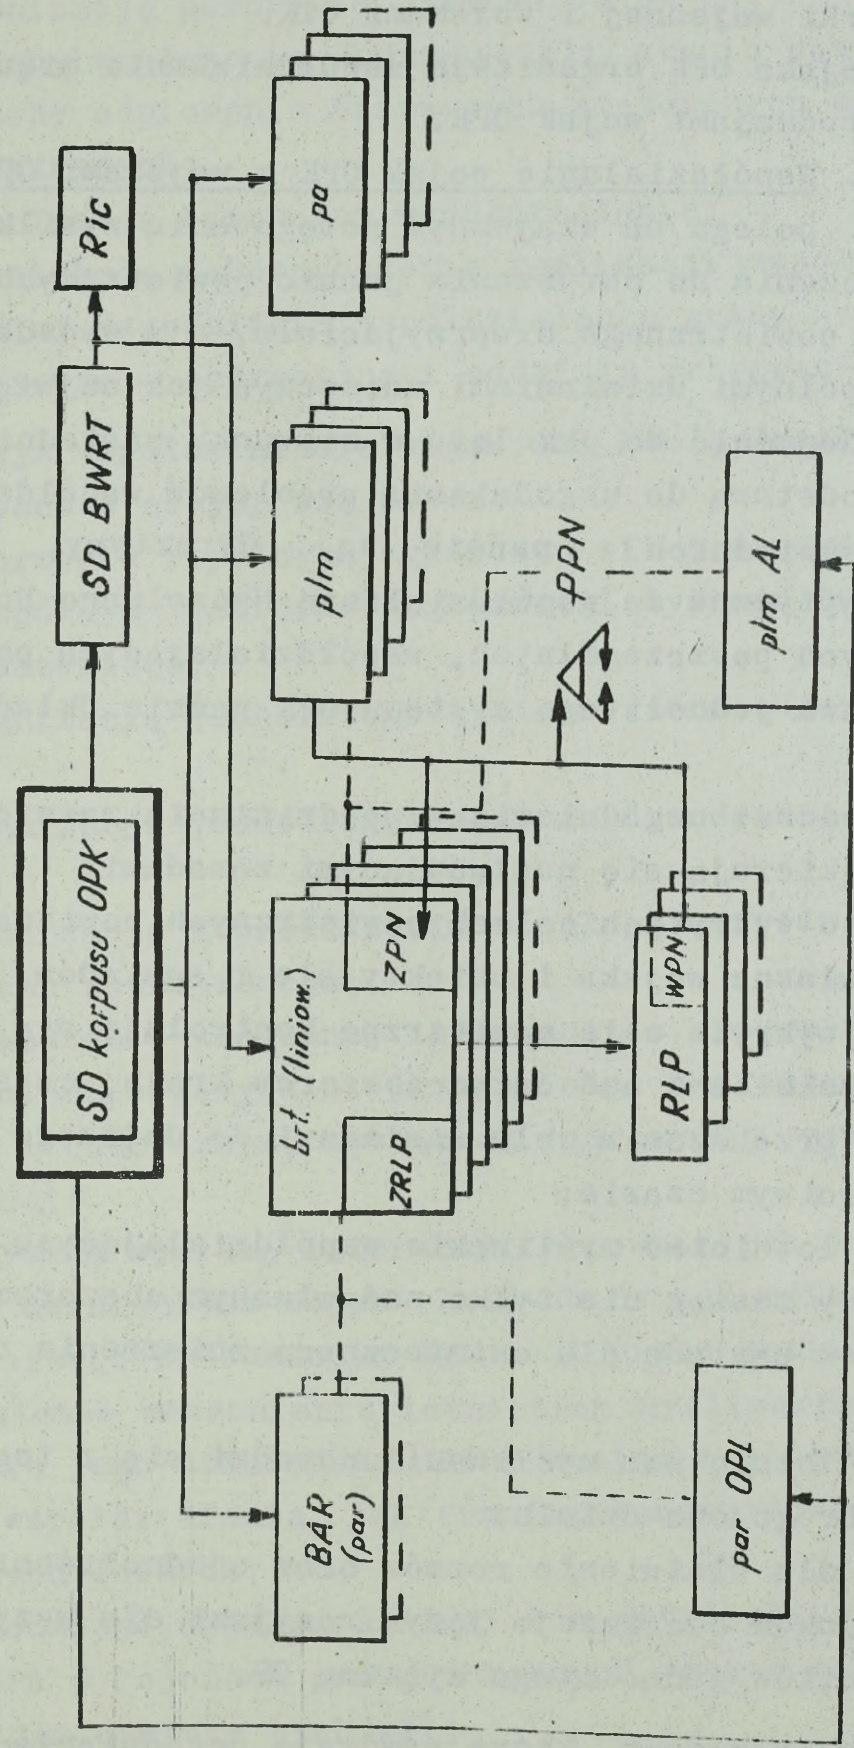 SD korpusu OPK
SD BWRT
Ric
BAR
(par)
brt. (liniow.)
ZRLP
ZPN
plm
pa
RLP
WPN
PPN
par OPL
plm AL